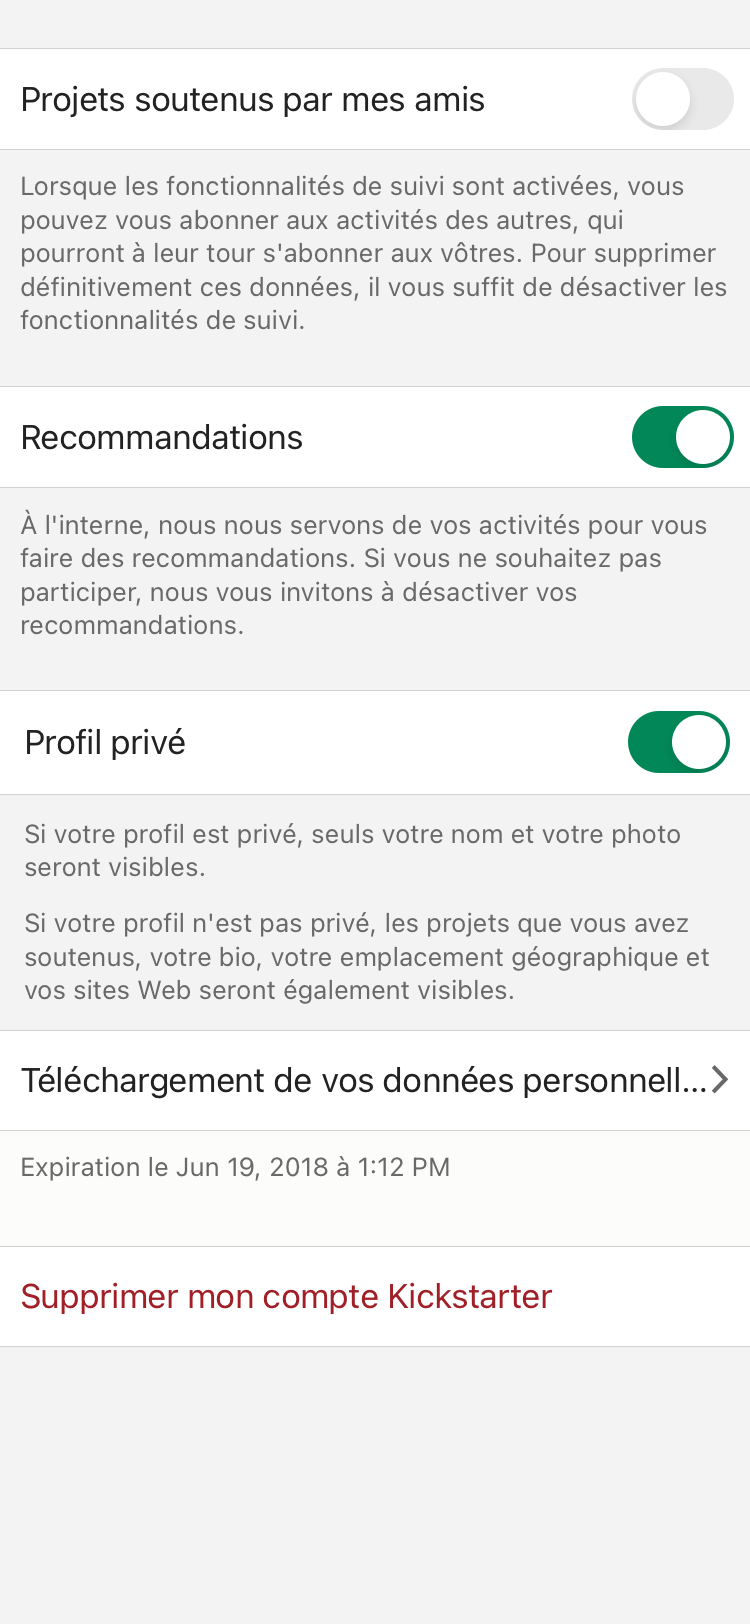 Projets soutenus par mes amis
Lorsque les fonctionnalités de suivi sont activées, vous
pouvez vous abonner aux activités des autres, qui
pourront à leur tour s'abonner aux vôtres. Pour supprimer
définitivement ces données, il vous suffit de désactiver les
fonctionnalités de suivi.
Recommandations
À l'interne, nous nous servons de vos activités pour vous
faire des recommandations. Si vous ne souhaitez pas
participer, nous vous invitons à désactiver vos
recommandations.
Profil privé
Si votre profil est privé, seuls votre nom et votre photo
seront visibles.
Si votre profil n'est pas privé, les projets que vous avez
soutenus, votre bio, votre emplacement géographique et
vos sites Web seront également visibles.
Téléchargement de vos données personnell...
Expiration le Jun 19, 2018 à 1:12 PM
Supprimer mon compte Kickstarter